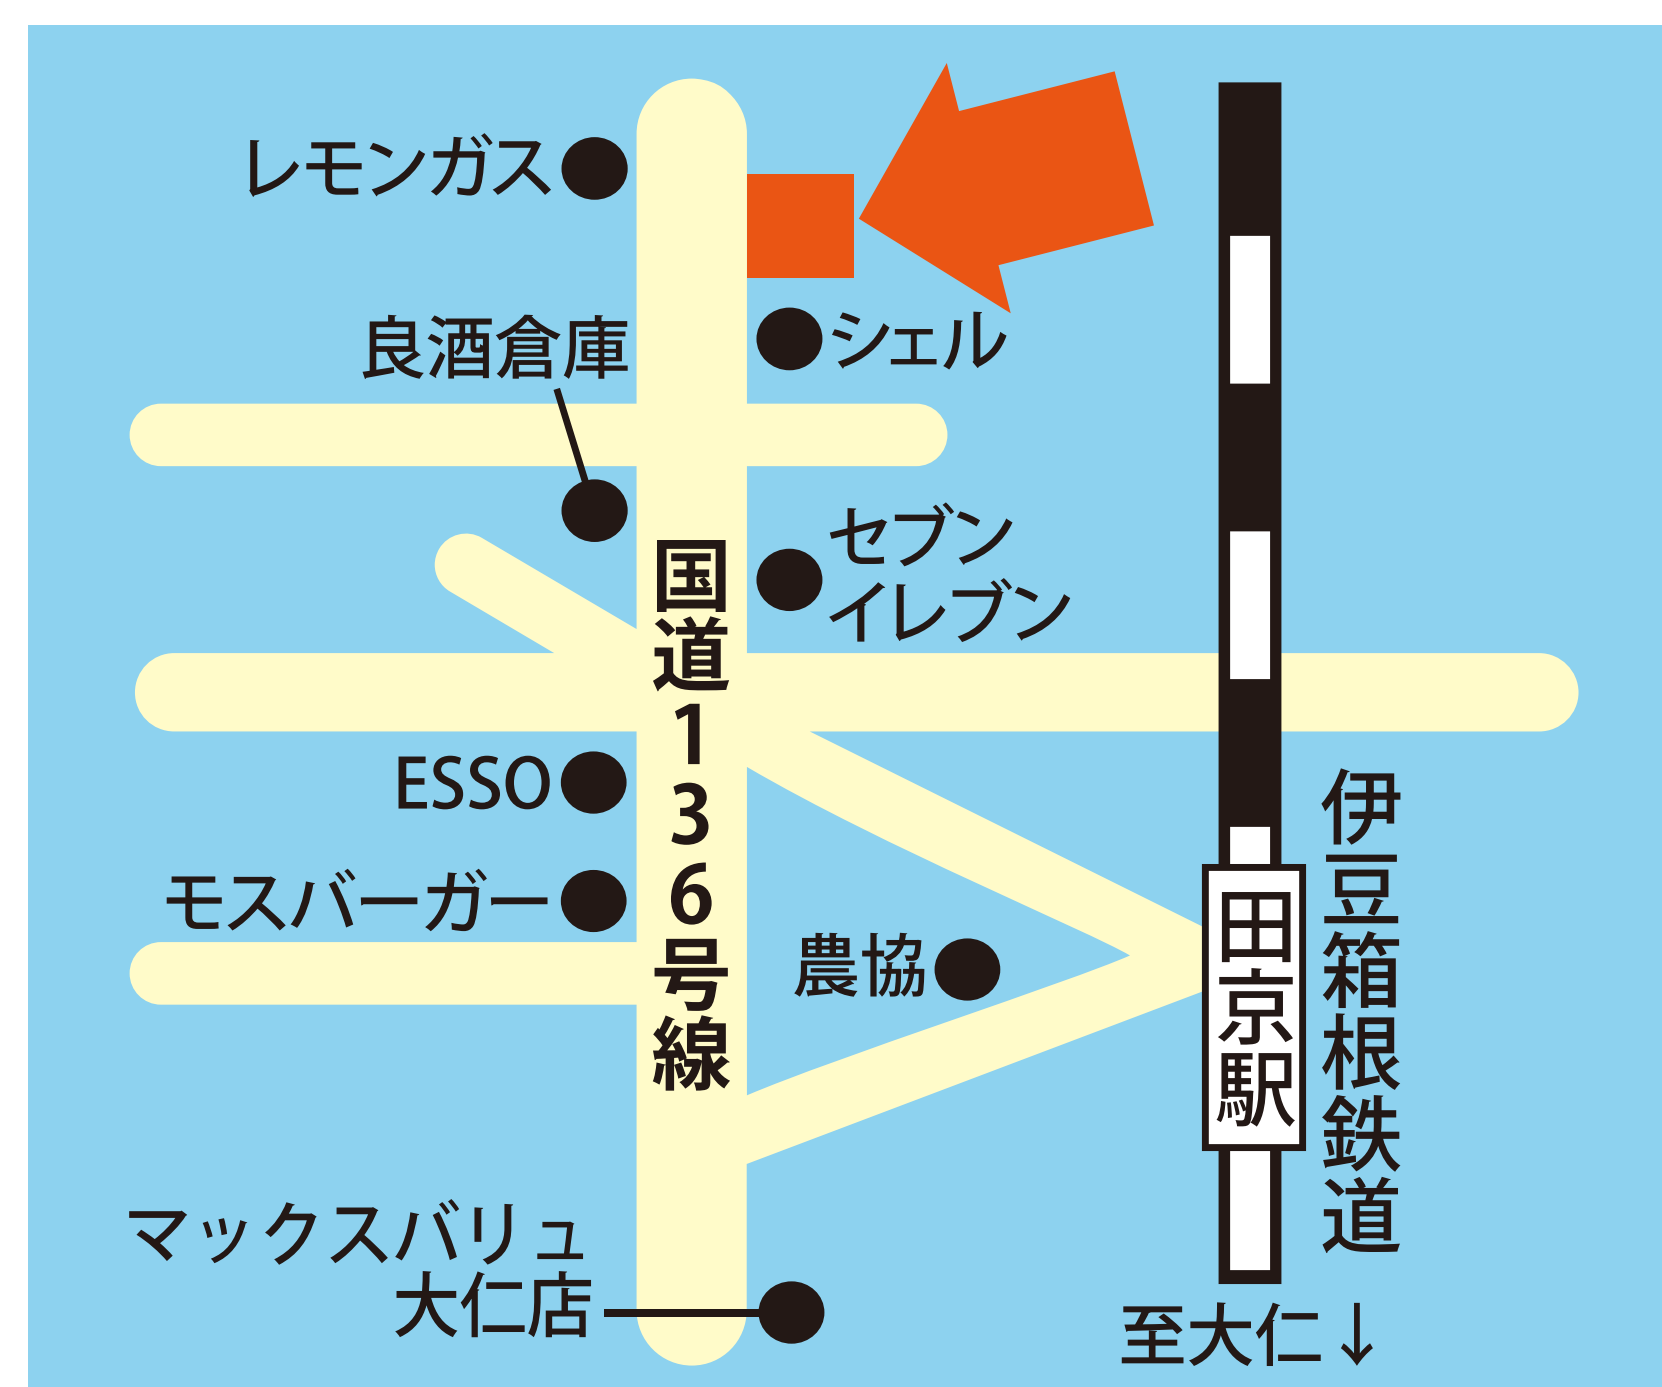 レモンガス
良酒倉庫
シェル
セブン
イレブン
国道136号線
ESSO
モスバーガー
農協
田京駅
伊豆箱根鉄道
マックスバリュ
大仁店
至大仁↓